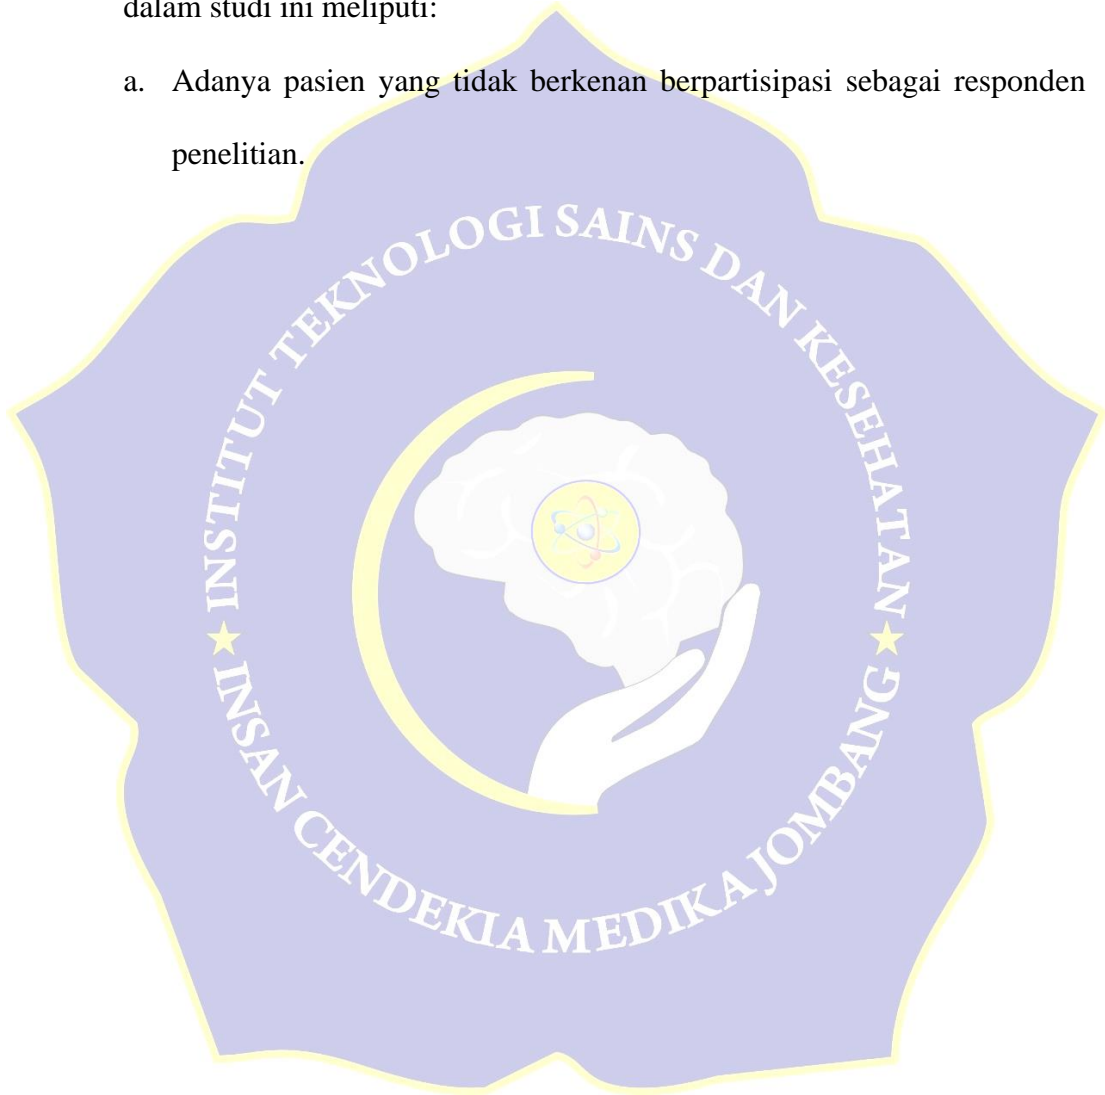 dalam studi ini meliputi:
a. Adanya pasien yang tidak berkenan berpartisipasi sebagai responden
penelitian.
INSTITUT TEKNOLOGI SAINS DAN KESEHATAN
INSAN CENDEKIA MEDIKA JOMBANG